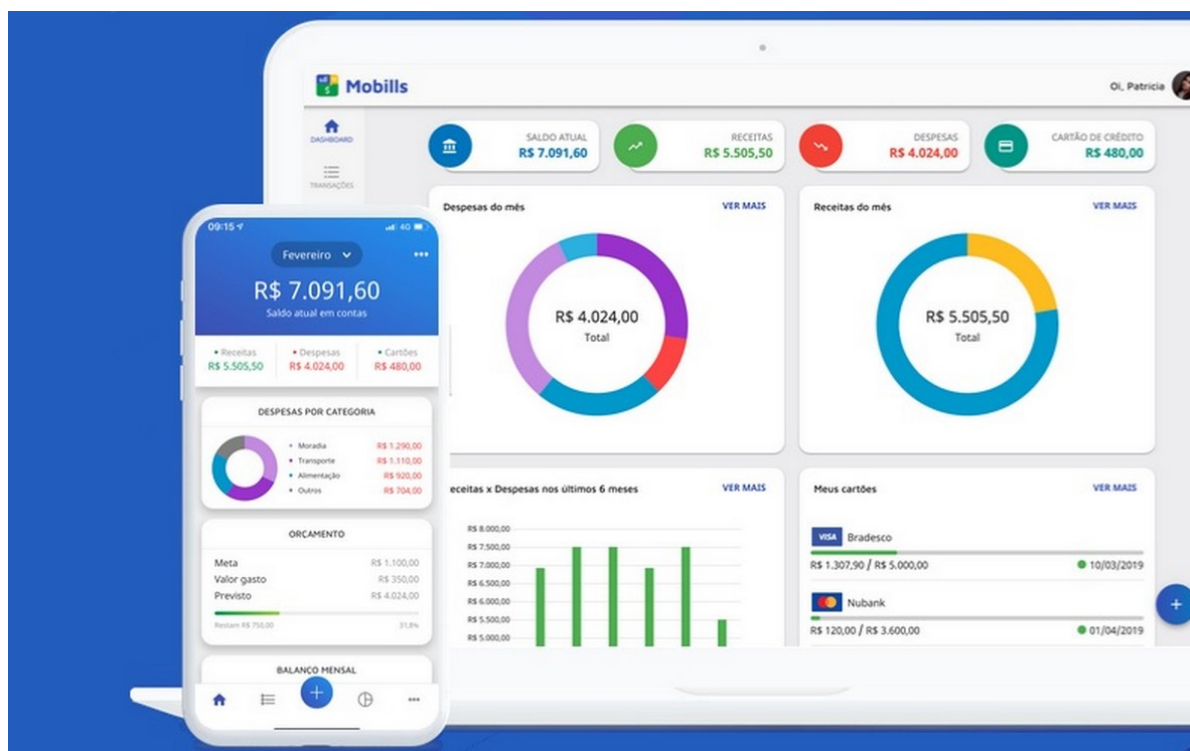 Mobills
Oi, Patricia
DASHBOARD
TRANSAÇÕES
SALDO ATUAL
R$ 7.091,60
RECEITAS
R$ 5.505,50
DESPESAS
R$ 4.024,00
CARTÃO DE CRÉDITO
R$ 480,00
Despesas do mês
VER MAIS
R$ 4.024,00
Total
Receitas do mês
VER MAIS
R$ 5.505,50
Total
eceitas x Despesas nos últimos 6 meses
VER MAIS
R$ 8.000,00
R$ 7.500,00
R$ 7.000,00
R$ 6.500,00
R$ 6.000,00
R$ 5.500,00
R$ 5.000,00
Meus cartões
VER MAIS
VISA Bradesco
R$ 1.307,90 / R$ 5.000,00
10/03/2019
Nubank
R$ 120,00 / R$ 3.600,00
01/04/2019
09:15
4G
Fevereiro
R$ 7.091,60
Saldo atual em contas
Receitas
R$ 5.505,50
Despesas
R$ 4.024,00
Cartões
R$ 480,00
DESPESAS POR CATEGORIA
Moradia R$ 1.290,00
Transporte R$ 1.110,00
Alimentação R$ 920,00
Outros R$ 704,00
ORÇAMENTO
Meta R$ 1.100,00
Valor gasto R$ 350,00
Previsto R$ 4.024,00
Restam R$ 750,00 31,8%
BALANÇO MENSAL